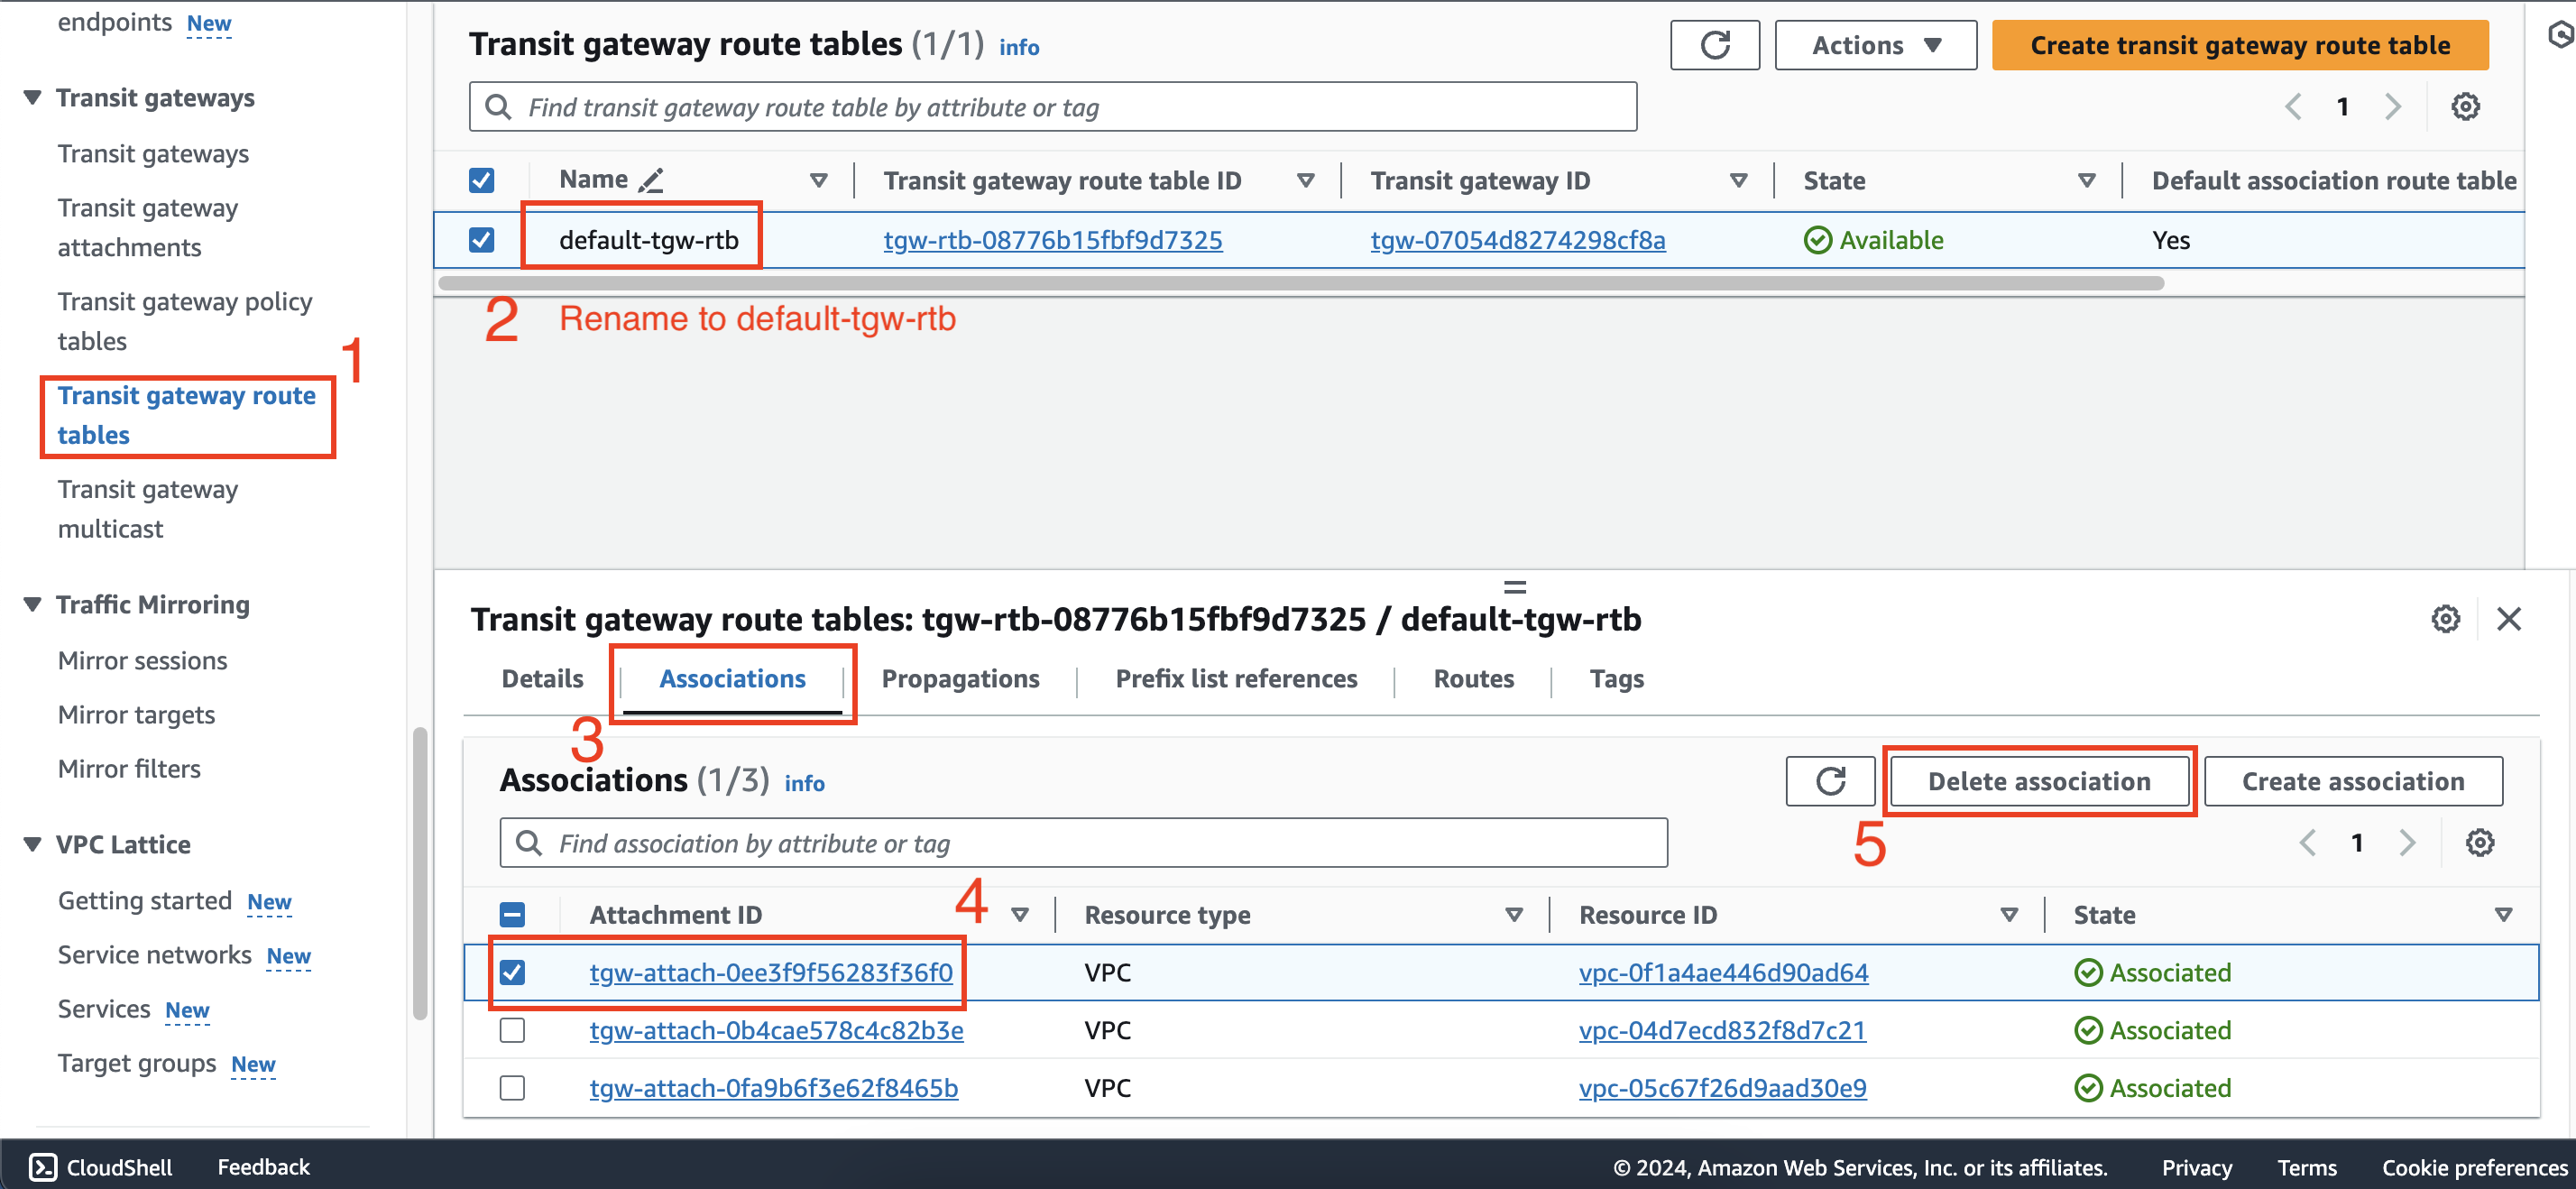 endpoints New
Transit gateways
Transit gateways
Transit gateway
attachments
Transit gateway policy
tables
1
Transit gateway route
tables
Transit gateway
multicast
Traffic Mirroring
Mirror sessions
Mirror targets
Mirror filters
VPC Lattice
Getting started New
Service networks New
Services New
Target groups New
Transit gateway route tables (1/1) info
Actions
Create transit gateway route table
Find transit gateway route table by attribute or tag
1
Name Transit gateway route table ID Transit gateway ID State Default association route table
default-tgw-rtb tgw-rtb-08776b15fbf9d7325 tgw-07054d8274298cf8a Available Yes
2 Rename to default-tgw-rtb
Transit gateway route tables: tgw-rtb-08776b15fbf9d7325 / default-tgw-rtb
Details Associations Propagations Prefix list references Routes Tags
3
Associations (1/3) info
Delete association
Create association
5
Find association by attribute or tag
1
4
Attachment ID Resource type Resource ID State
tgw-attach-0ee3f9f56283f36f0 VPC vpc-0f1a4ae446d90ad64 Associated
tgw-attach-0b4cae578c4c82b3e VPC vpc-04d7ecd832f8d7c21 Associated
tgw-attach-0fa9b6f3e62f8465b VPC vpc-05c67f26d9aad30e9 Associated
CloudShell Feedback © 2024, Amazon Web Services, Inc. or its affiliates. Privacy Terms Cookie preferences